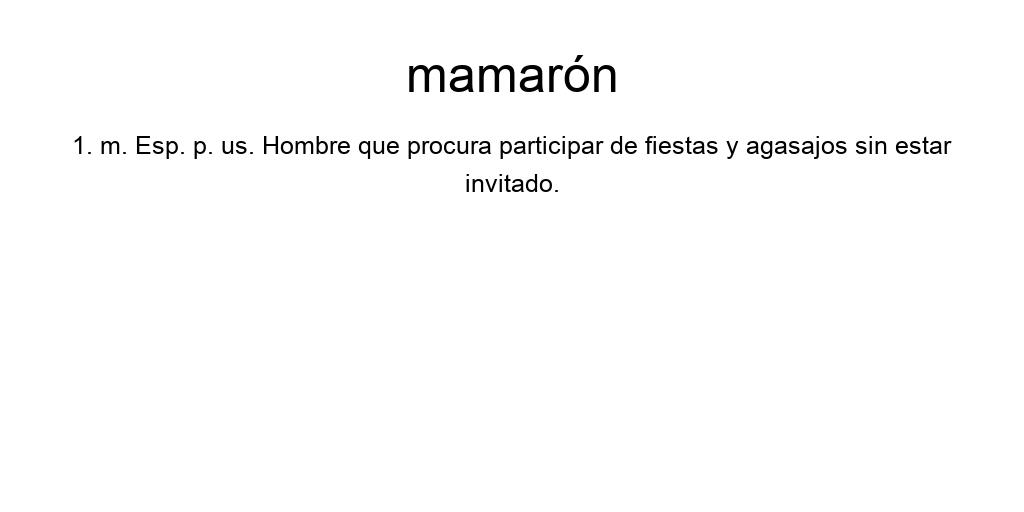 mamarón
1. m. Esp. p. us. Hombre que procura participar de fiestas y agasajos sin estar
invitado.